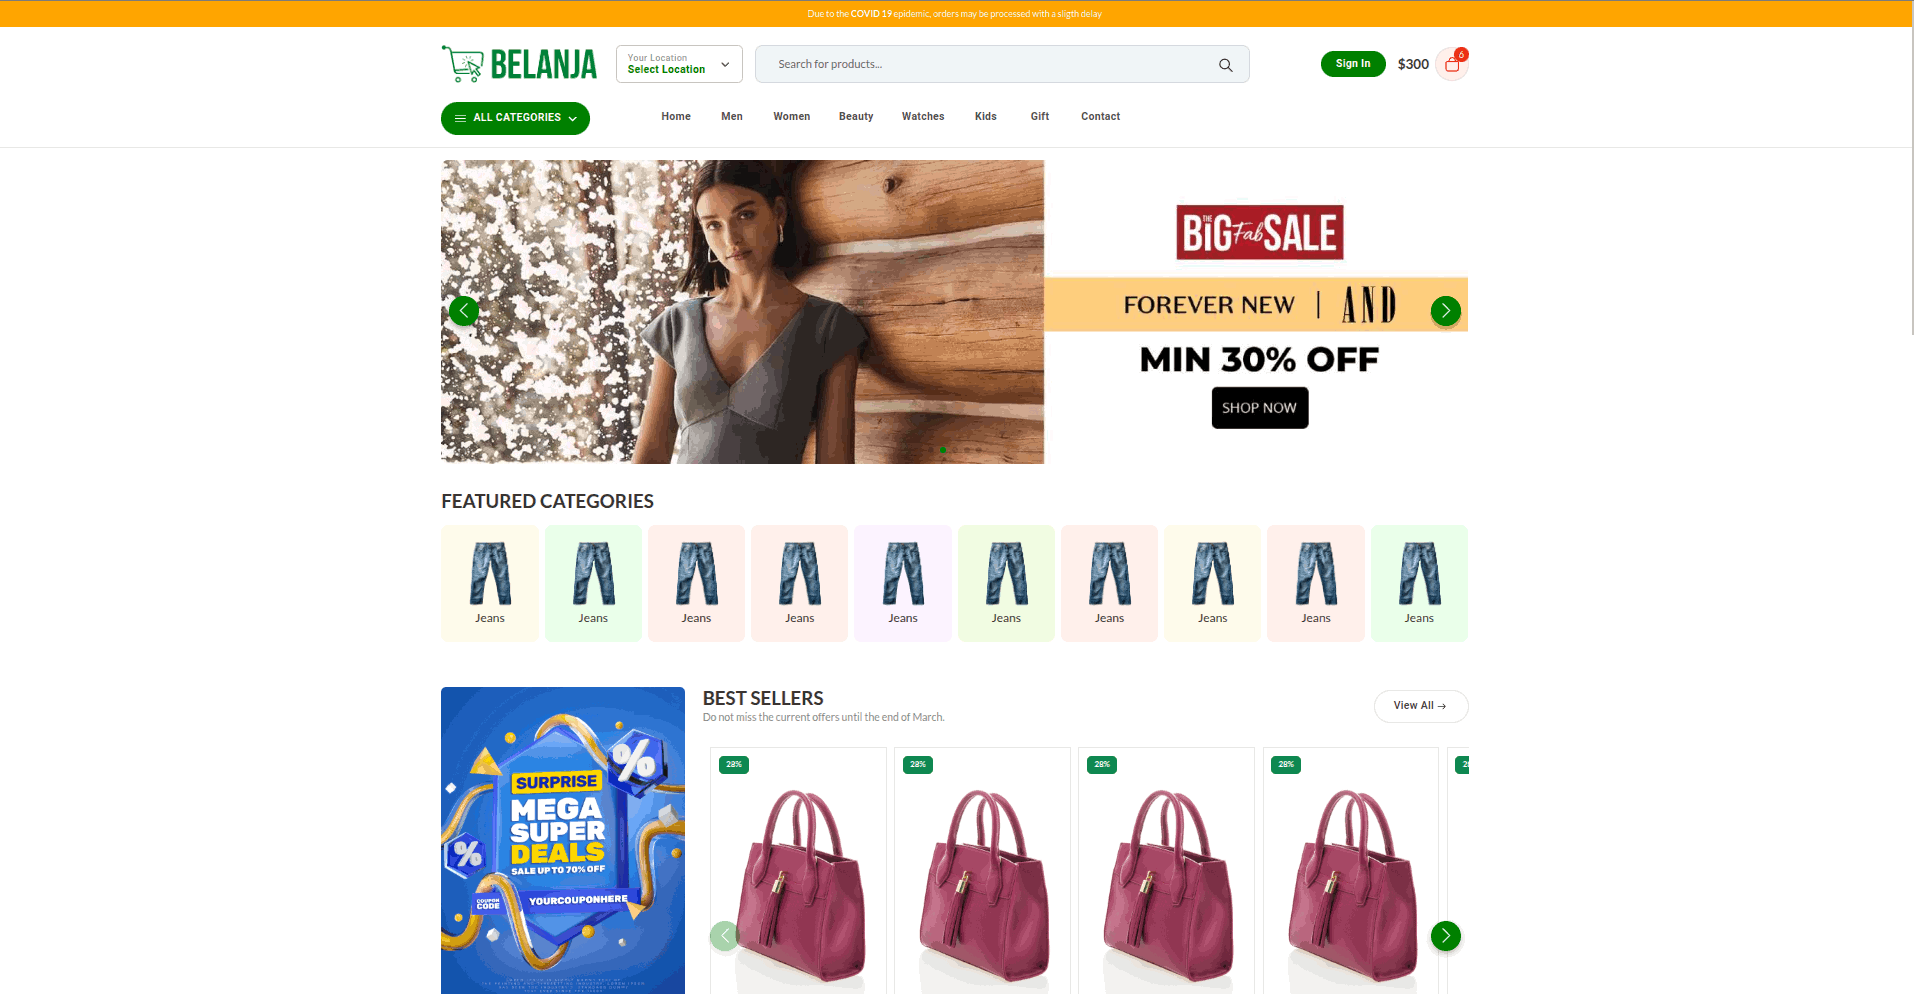 Due to the COVID 19 epidemic, orders may be processed with a sligth delay
BELANJA
Your Location
Select Location
Search for products...
Sign In
$300
6
ALL CATEGORIES
Home
Men
Women
Beauty
Watches
Kids
Gift
Contact
THE
BIG Fab SALE
FOREVER NEW | AND
MIN 30% OFF
SHOP NOW
FEATURED CATEGORIES
Jeans
Jeans
Jeans
Jeans
Jeans
Jeans
Jeans
Jeans
Jeans
Jeans
SURPRISE
MEGA
SUPER
DEALS
SALE UP TO 70% OFF
COUPON
CODE
YOURCOUPONHERE
%
%
BEST SELLERS
Do not miss the current offers until the end of March.
View All →
28%
28%
28%
28%